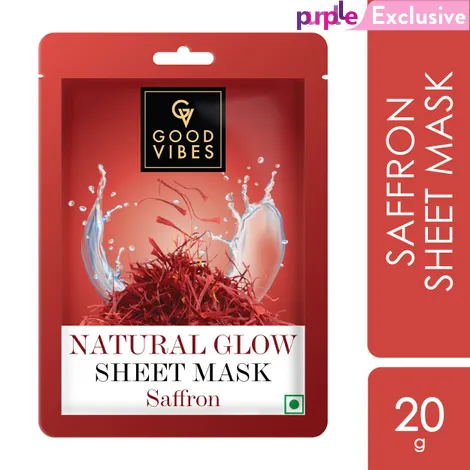 purplle Exclusive
GV
GOOD
VIBES
NATURAL GLOW
SHEET MASK
Saffron
SAFFRON
SHEET MASK
20
g